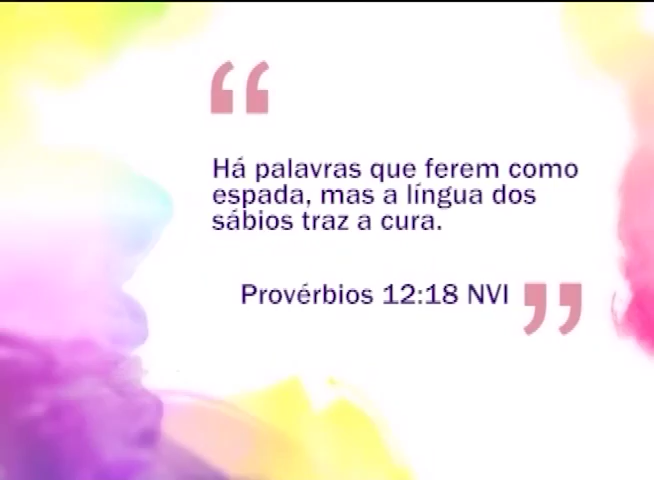 “
Há palavras que ferem como
espada, mas a língua dos
sábios traz a cura.
Provérbios 12:18 NVI ”